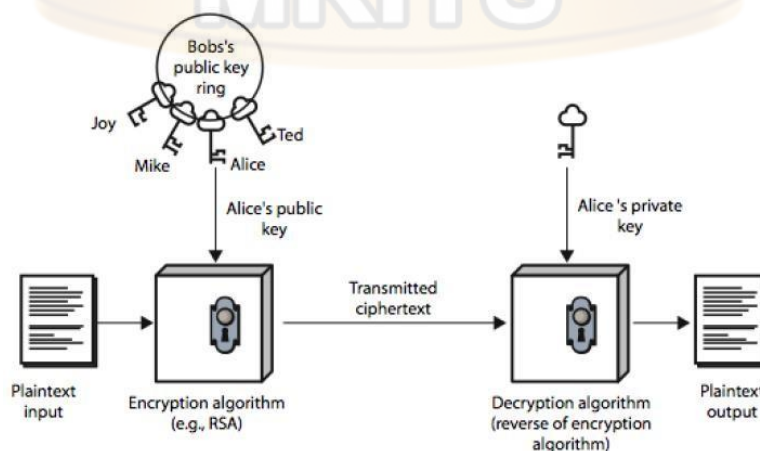 Bobs's
public key
ring
Joy
Mike
Alice
Ted
Alice's public
key
Alice 's private
key
Transmitted
ciphertext
Plaintext
input
Encryption algorithm
(e.g., RSA)
Decryption algorithm
(reverse of encryption
algorithm)
Plaintext
output